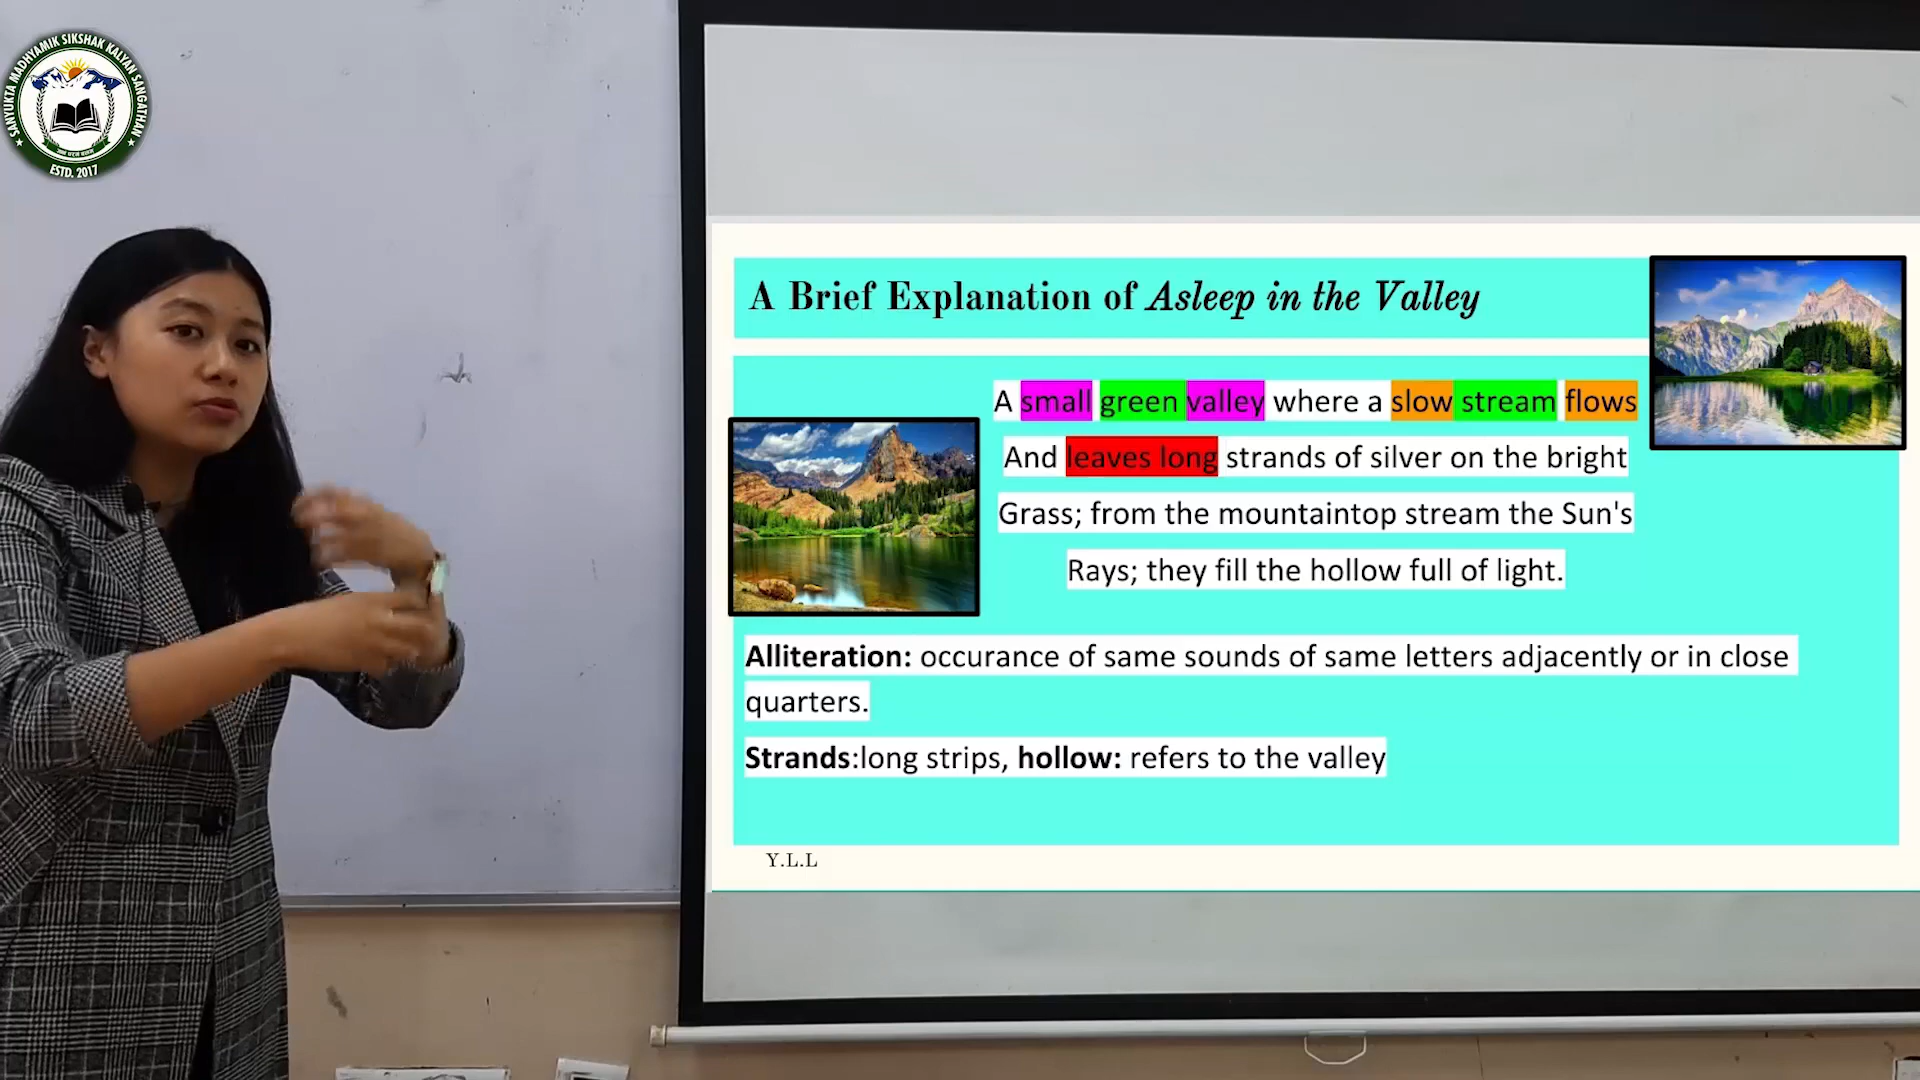 SANYUKTA MADHYAMIK SIKSHAK KALYAN SANGATHAN
ESTD. 2017
A Brief Explanation of Asleep in the Valley
A small green valley where a slow stream flows
And leaves long strands of silver on the bright
Grass; from the mountaintop stream the Sun's
Rays; they fill the hollow full of light.
Alliteration: occurance of same sounds of same letters adjacently or in close
quarters.
Strands:long strips, hollow: refers to the valley
Y.L.L